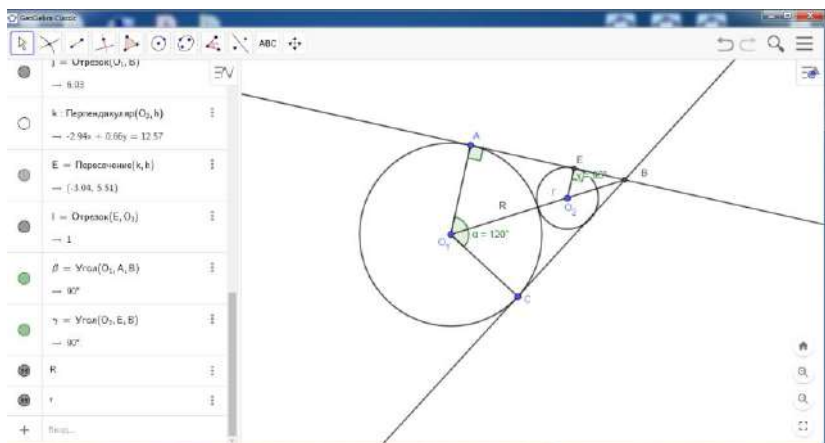 GeoGebra Classic
ABC
j = Отрезок(O₁, B)
→ 6.03
k : Перпендикуляр(O₂, h)
→ -2.94x + 0.66y = 12.57
E = Пересечение(k, h)
→ (-3.04, 5.51)
l = Отрезок(E, O₂)
→ 1
β = Угол(O₁, A, B)
→ 90°
γ = Угол(O₂, E, B)
→ 90°
R
r
+ Ввод...
A
E
B
r
R
O₂
O₁
α = 120°
C